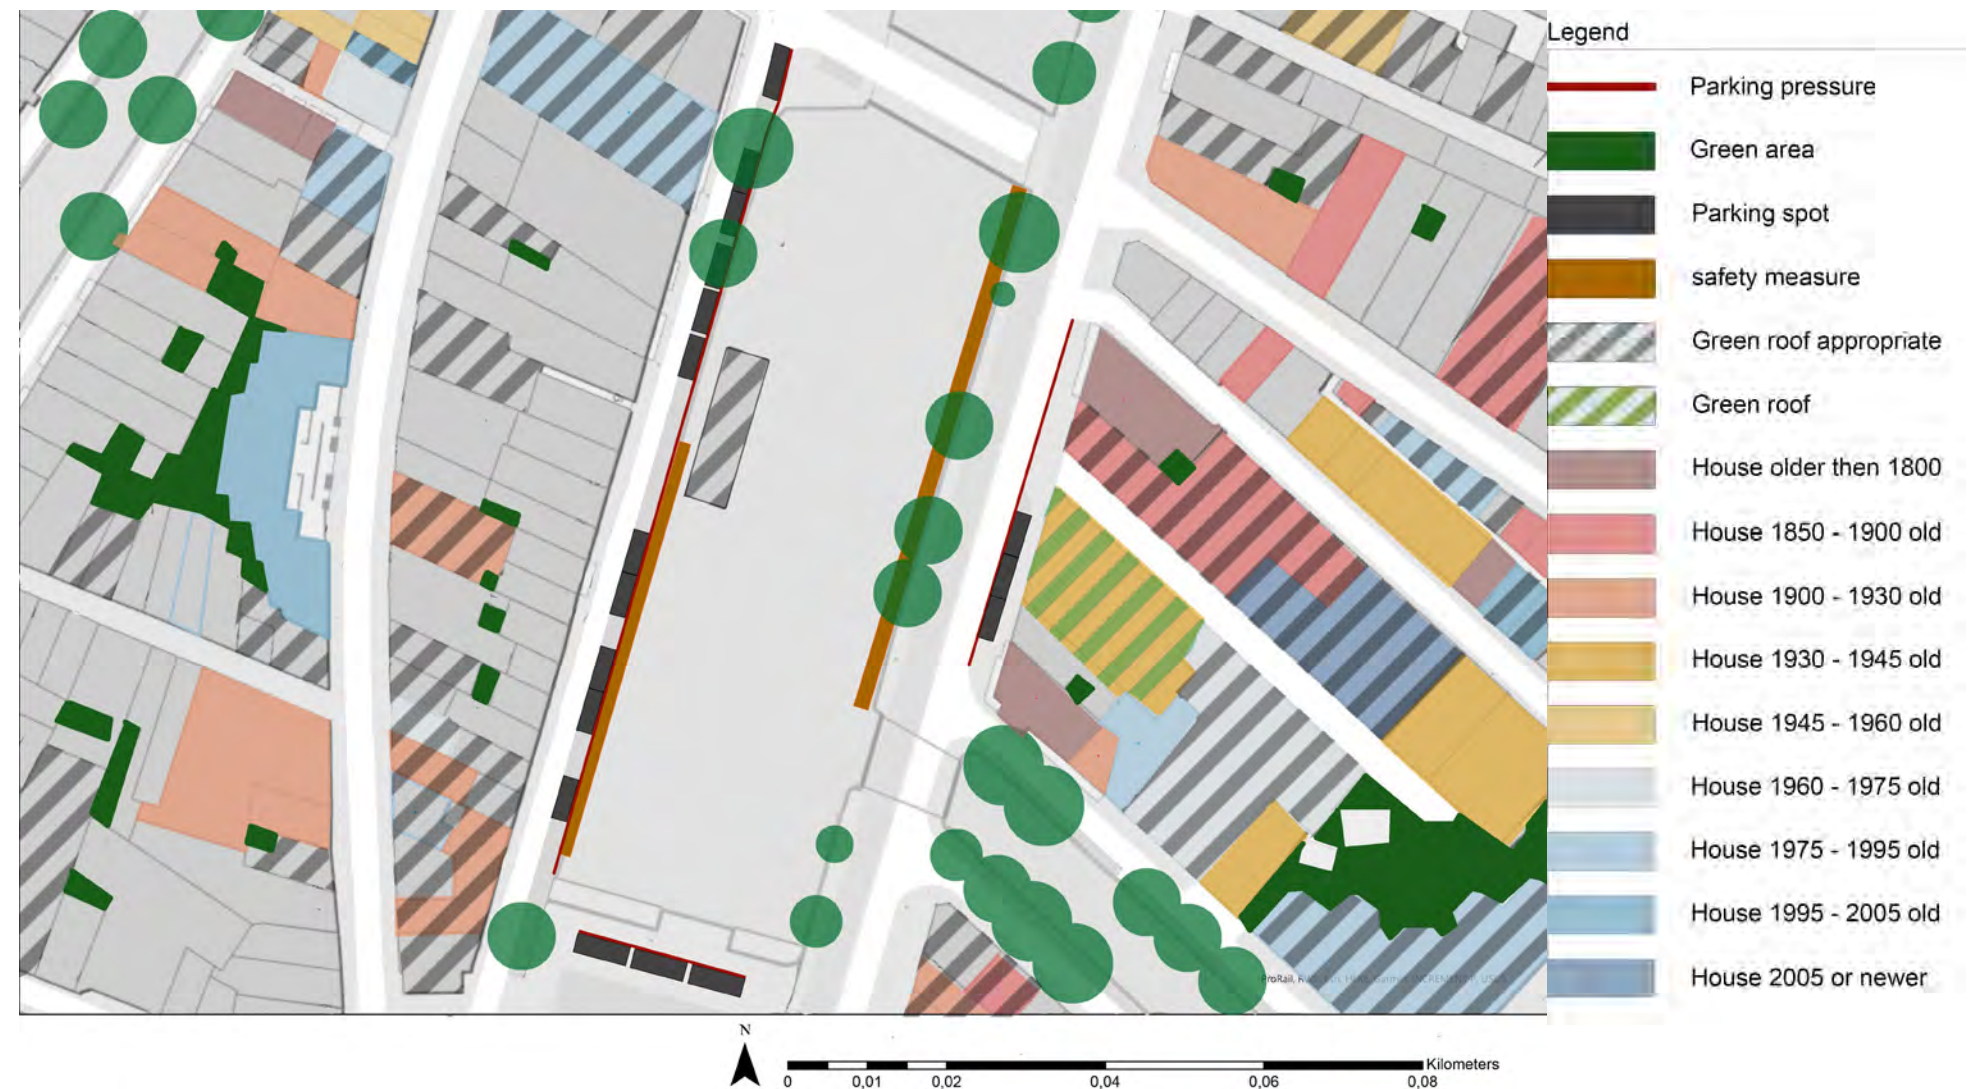 Legend
Parking pressure
Green area
Parking spot
safety measure
Green roof appropriate
Green roof
House older then 1800
House 1850 - 1900 old
House 1900 - 1930 old
House 1930 - 1945 old
House 1945 - 1960 old
House 1960 - 1975 old
House 1975 - 1995 old
House 1995 - 2005 old
House 2005 or newer
ProRail,
N
Kilometers
0 0,01 0,02 0,04 0,06 0,08